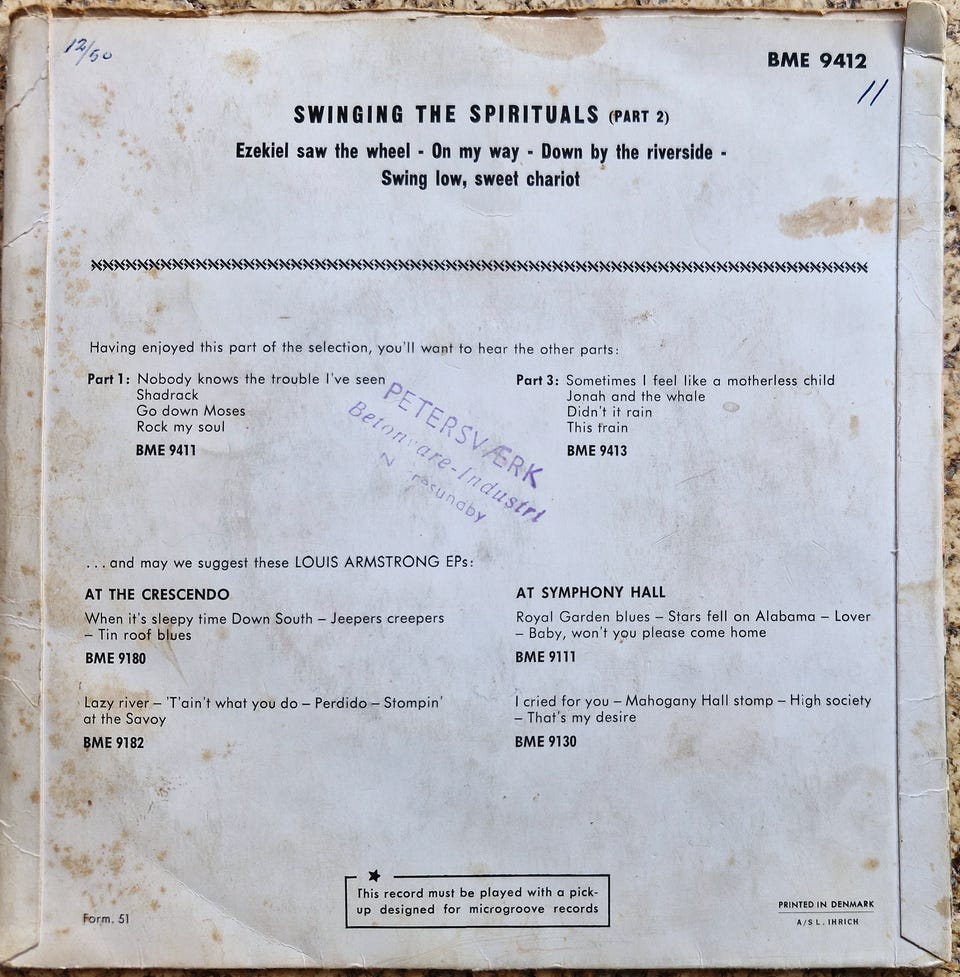 12/50
BME 9412
11
SWINGING THE SPIRITUALS (PART 2)
Ezekiel saw the wheel - On my way - Down by the riverside -
Swing low, sweet chariot
Having enjoyed this part of the selection, you'll want to hear the other parts:
Part 1: Nobody knows the trouble I've seen
Shadrack
Go down Moses
Rock my soul
BME 9411
Part 3: Sometimes I feel like a motherless child
Jonah and the whale
Didn't it rain
This train
BME 9413
PETERSVÆRK
Betonvare-Industri
...and may we suggest these LOUIS ARMSTRONG EPs:
AT THE CRESCENDO
When it's sleepy time Down South – Jeepers creepers
– Tin roof blues
BME 9180
Lazy river – 'T'ain't what you do – Perdido – Stompin'
at the Savoy
BME 9182
AT SYMPHONY HALL
Royal Garden blues – Stars fell on Alabama – Lover
– Baby, won't you please come home
BME 9111
I cried for you – Mahogany Hall stomp – High society
– That's my desire
BME 9130
This record must be played with a pick-
up designed for microgroove records
Form. 51
PRINTED IN DENMARK
A/S L. IHRICH